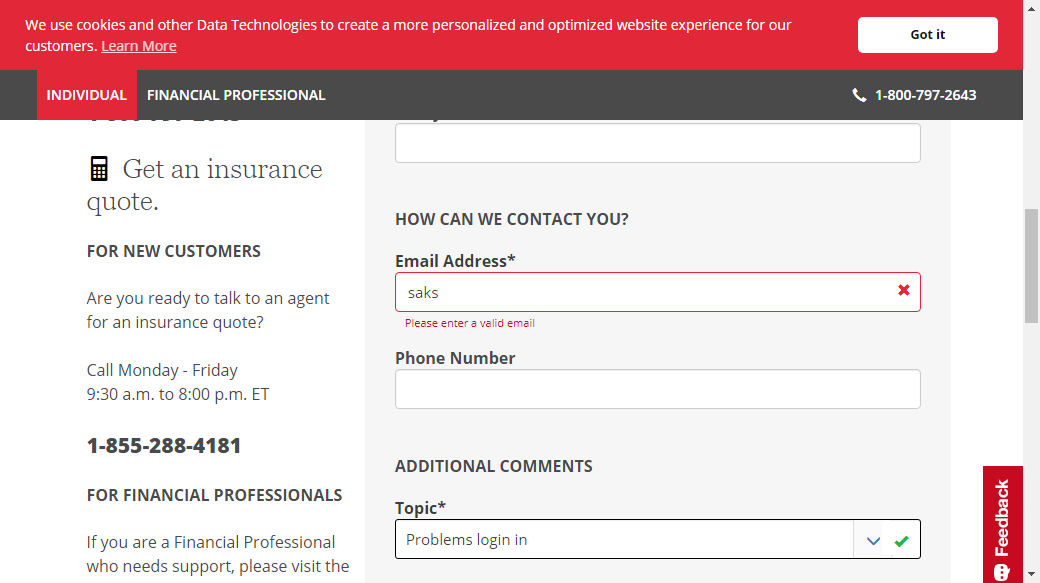 We use cookies and other Data Technologies to create a more personalized and optimized website experience for our
customers. Learn More
Got it
INDIVIDUAL
FINANCIAL PROFESSIONAL
1-800-797-2643
Get an insurance
quote.
FOR NEW CUSTOMERS
Are you ready to talk to an agent
for an insurance quote?
Call Monday - Friday
9:30 a.m. to 8:00 p.m. ET
1-855-288-4181
FOR FINANCIAL PROFESSIONALS
If you are a Financial Professional
who needs support, please visit the
HOW CAN WE CONTACT YOU?
Email Address*
saks
Please enter a valid email
Phone Number
ADDITIONAL COMMENTS
Topic*
Problems login in
Feedback